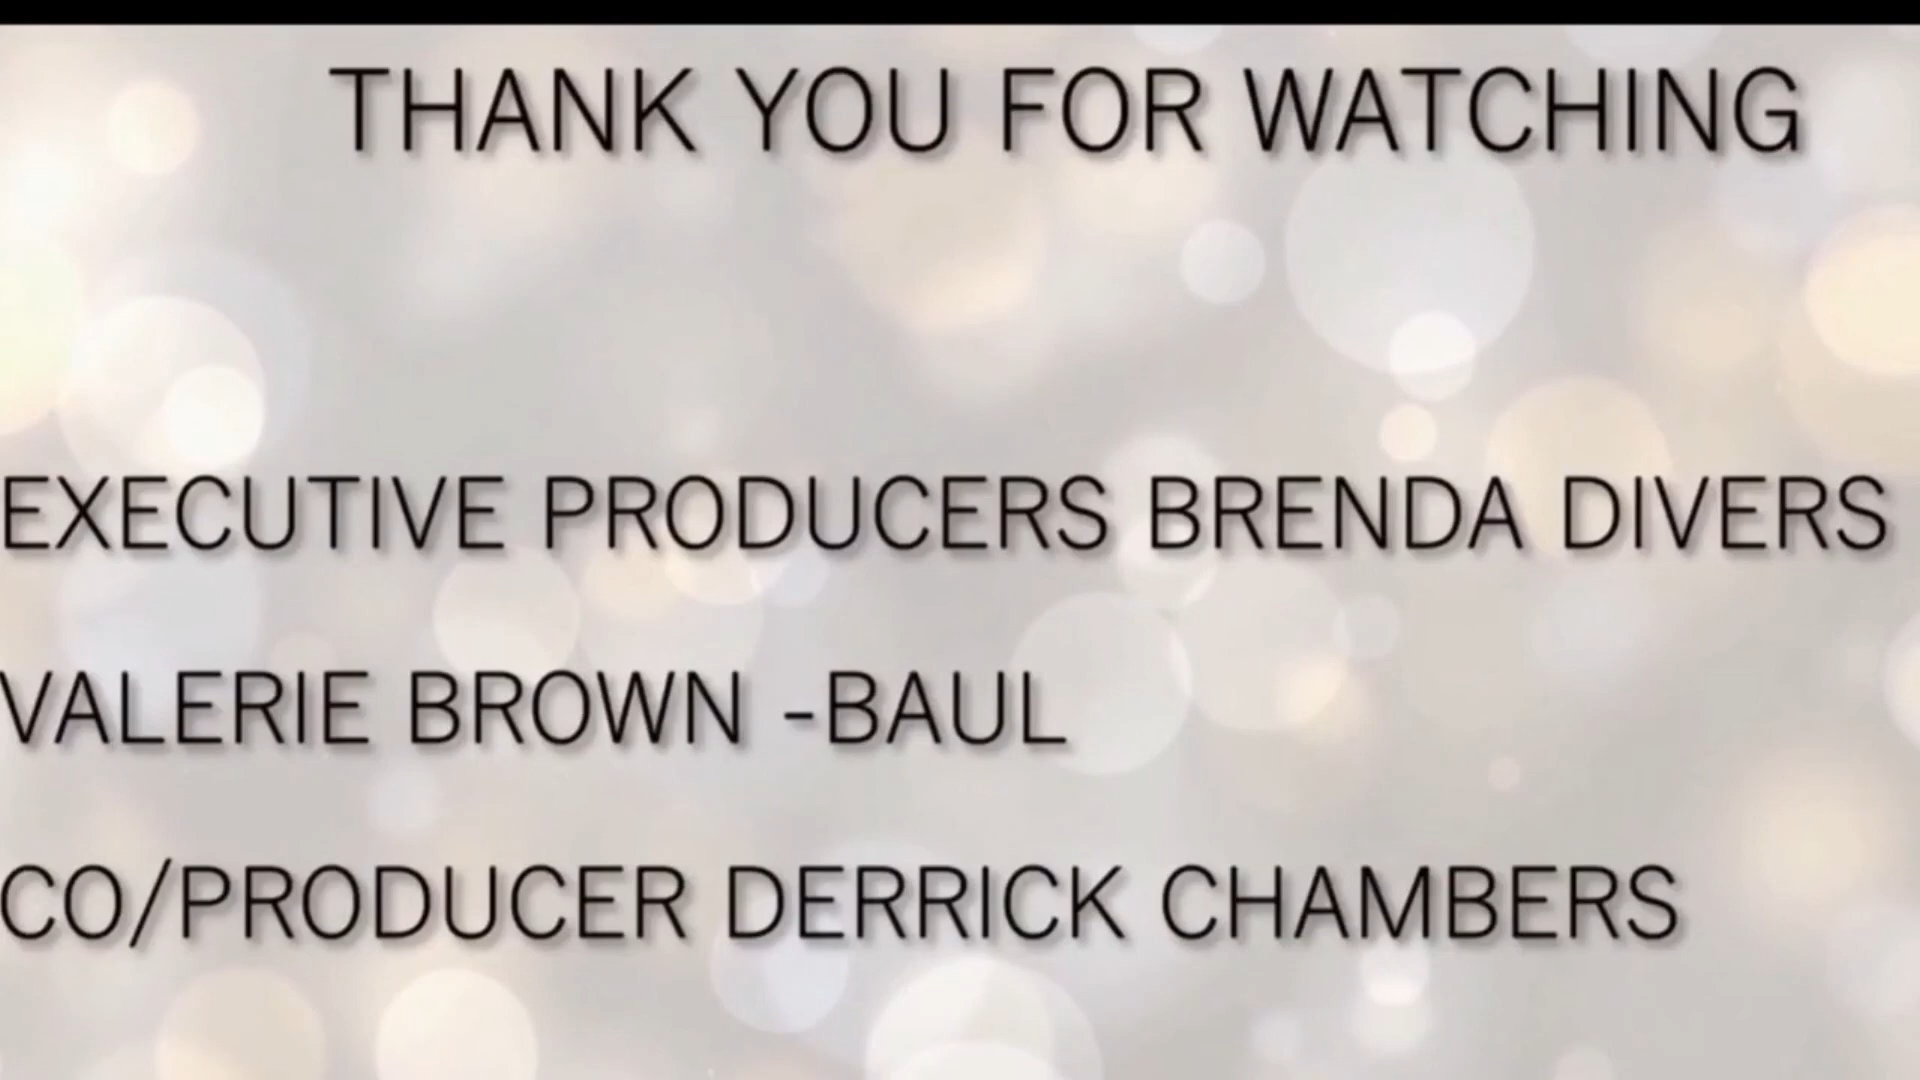 THANK YOU FOR WATCHING
EXECUTIVE PRODUCERS BRENDA DIVERS
VALERIE BROWN -BAUL
CO/PRODUCER DERRICK CHAMBERS